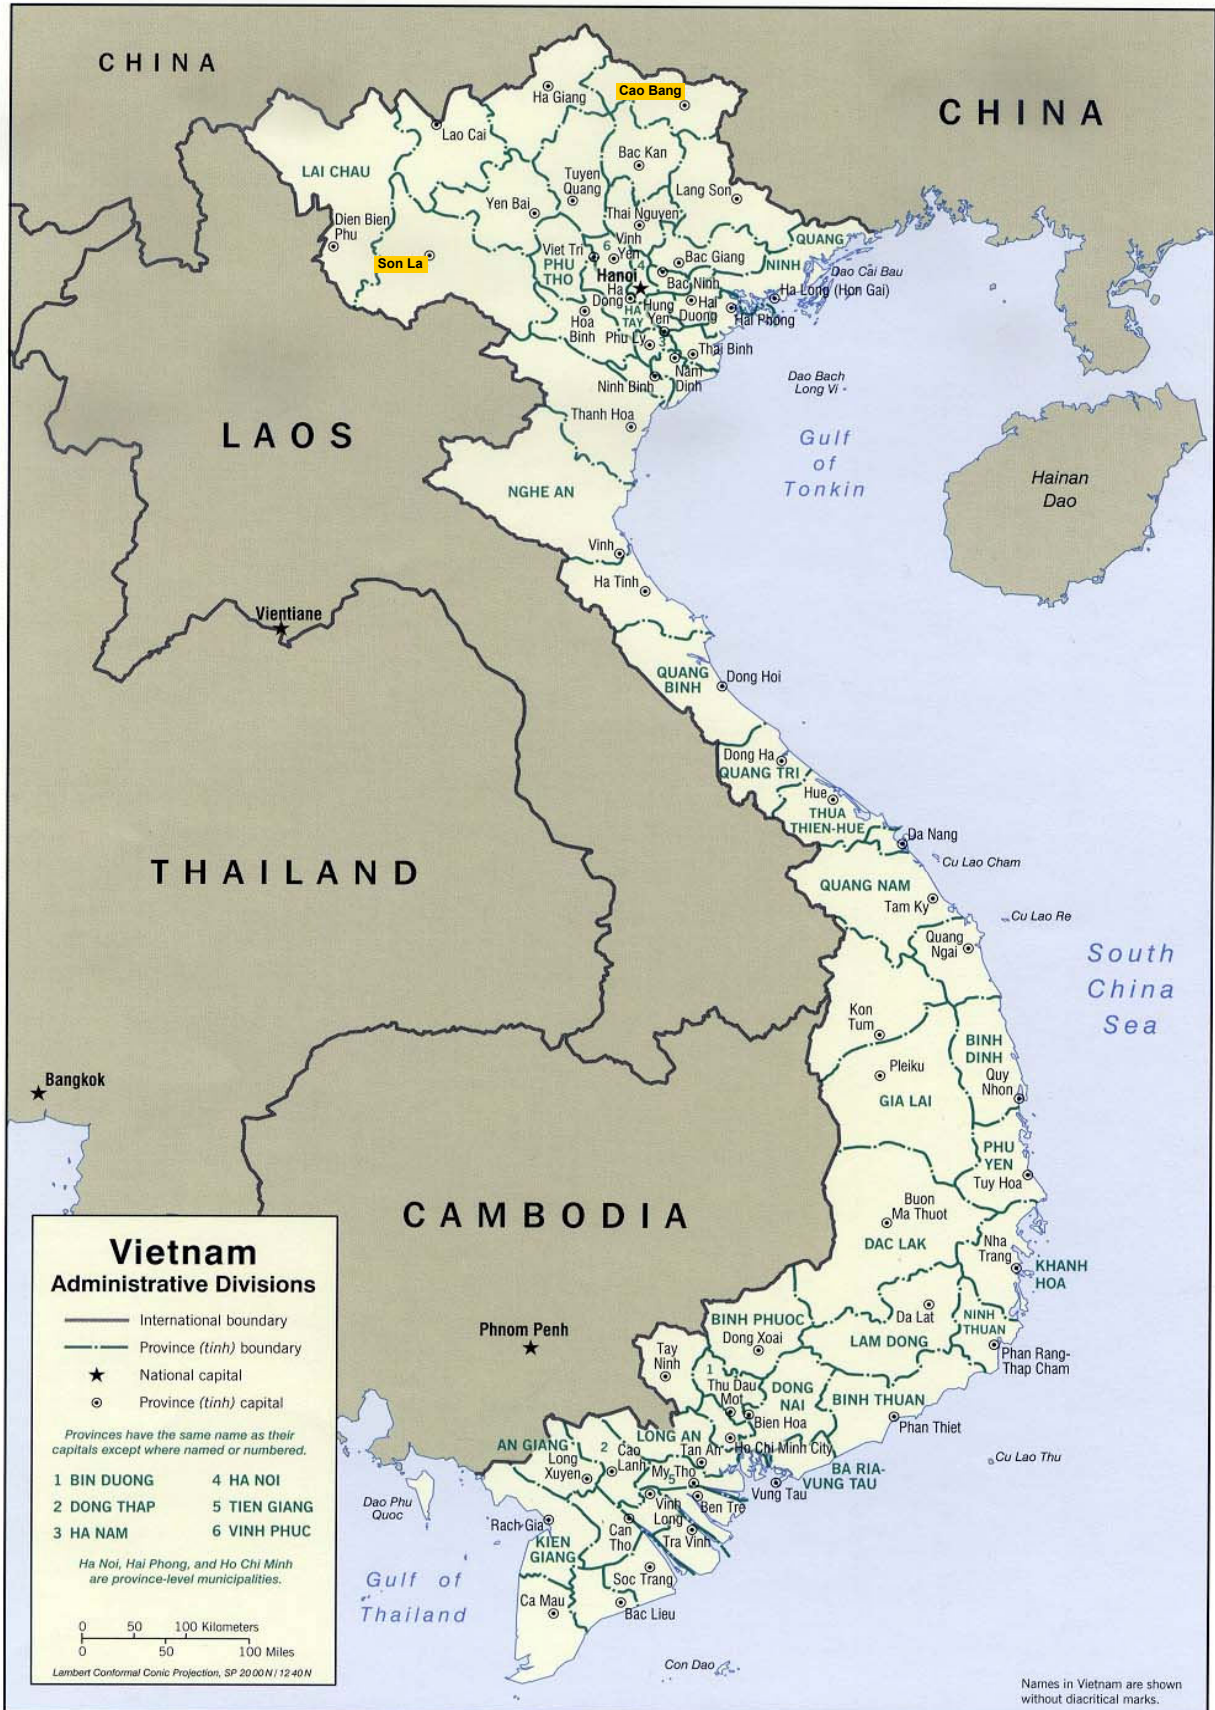 CHINA
CHINA
Ha Giang
Cao Bang
Lao Cai
Bac Kan
LAI CHAU
Tuyen
Quang
Lang Son
Yen Bai
Thai Nguyen
Dien Bien
Phu
Son La
Viet Tri
PHU
THO
6
Vinh
Yen
4
QUANG
NINH
Bac Giang
Dao Cai Bau
Hanoi
Bac Ninh
Ha Long (Hon Gai)
Ha
Dong
HA
TAY
Hung
Yen
Hai
Duong
Hai Phong
Hoa
Binh
Phu Ly
3
Thai Binh
Nam
Dinh
Ninh Binh
Dao Bach
Long Vi
Thanh Hoa
LAOS
Gulf
of
Tonkin
Hainan
Dao
NGHE AN
Vinh
Ha Tinh
Vientiane
QUANG
BINH
Dong Hoi
Dong Ha
QUANG TRI
Hue
THUA
THIEN-HUE
Da Nang
Cu Lao Cham
THAILAND
QUANG NAM
Tam Ky
Cu Lao Re
Quang
Ngai
South
China
Sea
Kon
Tum
BINH
DINH
Quy
Nhon
Pleiku
GIA LAI
Bangkok
PHU
YEN
Tuy Hoa
CAMBODIA
Buon
Ma Thuot
DAC LAK
Nha
Trang
KHANH
HOA
Da Lat
NINH
THUAN
BINH PHUOC
Dong Xoai
LAM DONG
Phan Rang-
Thap Cham
Phnom Penh
Tay
Ninh
1
Thu Dau
Mot
DONG
NAI
BINH THUAN
Bien Hoa
Phan Thiet
AN GIANG
Long
Xuyen
2
Cao
Lanh
LONG AN
Tan An
Ho Chi Minh City
Cu Lao Thu
My Tho
5
BA RIA-
VUNG TAU
Vung Tau
Ben Tre
Vinh
Long
Dao Phu
Quoc
Rach Gia
Can
Tho
Tra Vinh
KIEN
GIANG
Soc Trang
Gulf of
Thailand
Ca Mau
Bac Lieu
Con Dao
Vietnam
Administrative Divisions
International boundary
Province (tinh) boundary
National capital
Province (tinh) capital
Provinces have the same name as their
capitals except where named or numbered.
1 BIN DUONG 4 HA NOI
2 DONG THAP 5 TIEN GIANG
3 HA NAM 6 VINH PHUC
Ha Noi, Hai Phong, and Ho Chi Minh
are province-level municipalities.
0 50 100 Kilometers
0 50 100 Miles
Lambert Conformal Conic Projection, SP 20 00 N / 12 40 N
Names in Vietnam are shown
without diacritical marks.